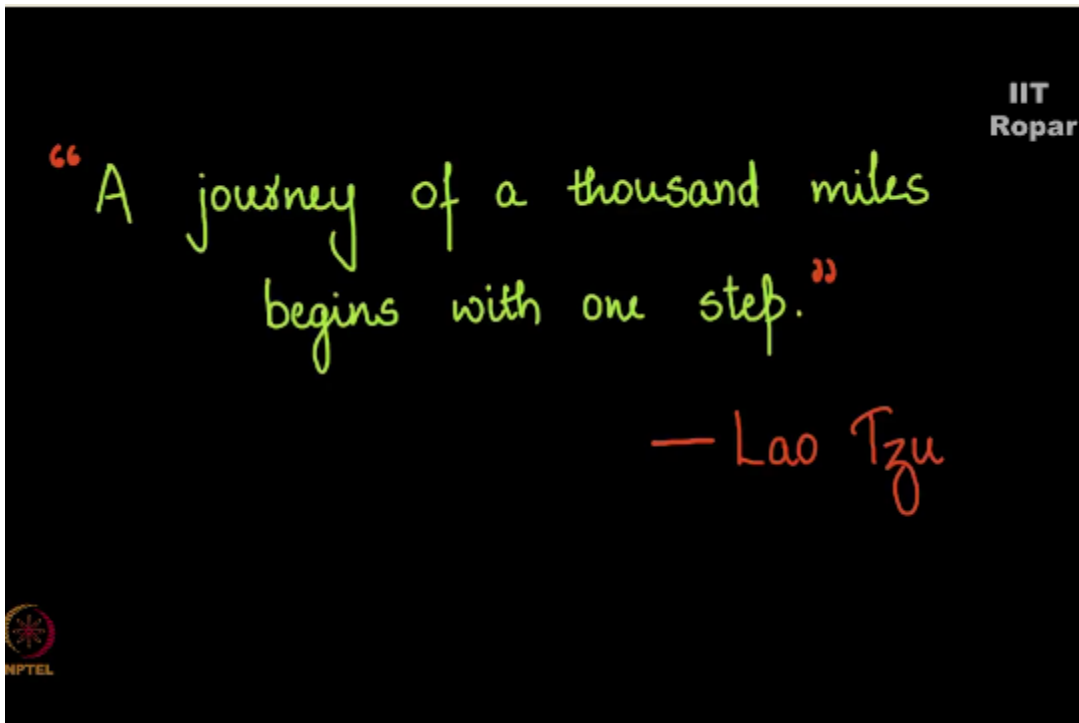 IIT
Ropar
“A journey of a thousand miles
begins with one step.”
— Lao Tzu
NPTEL